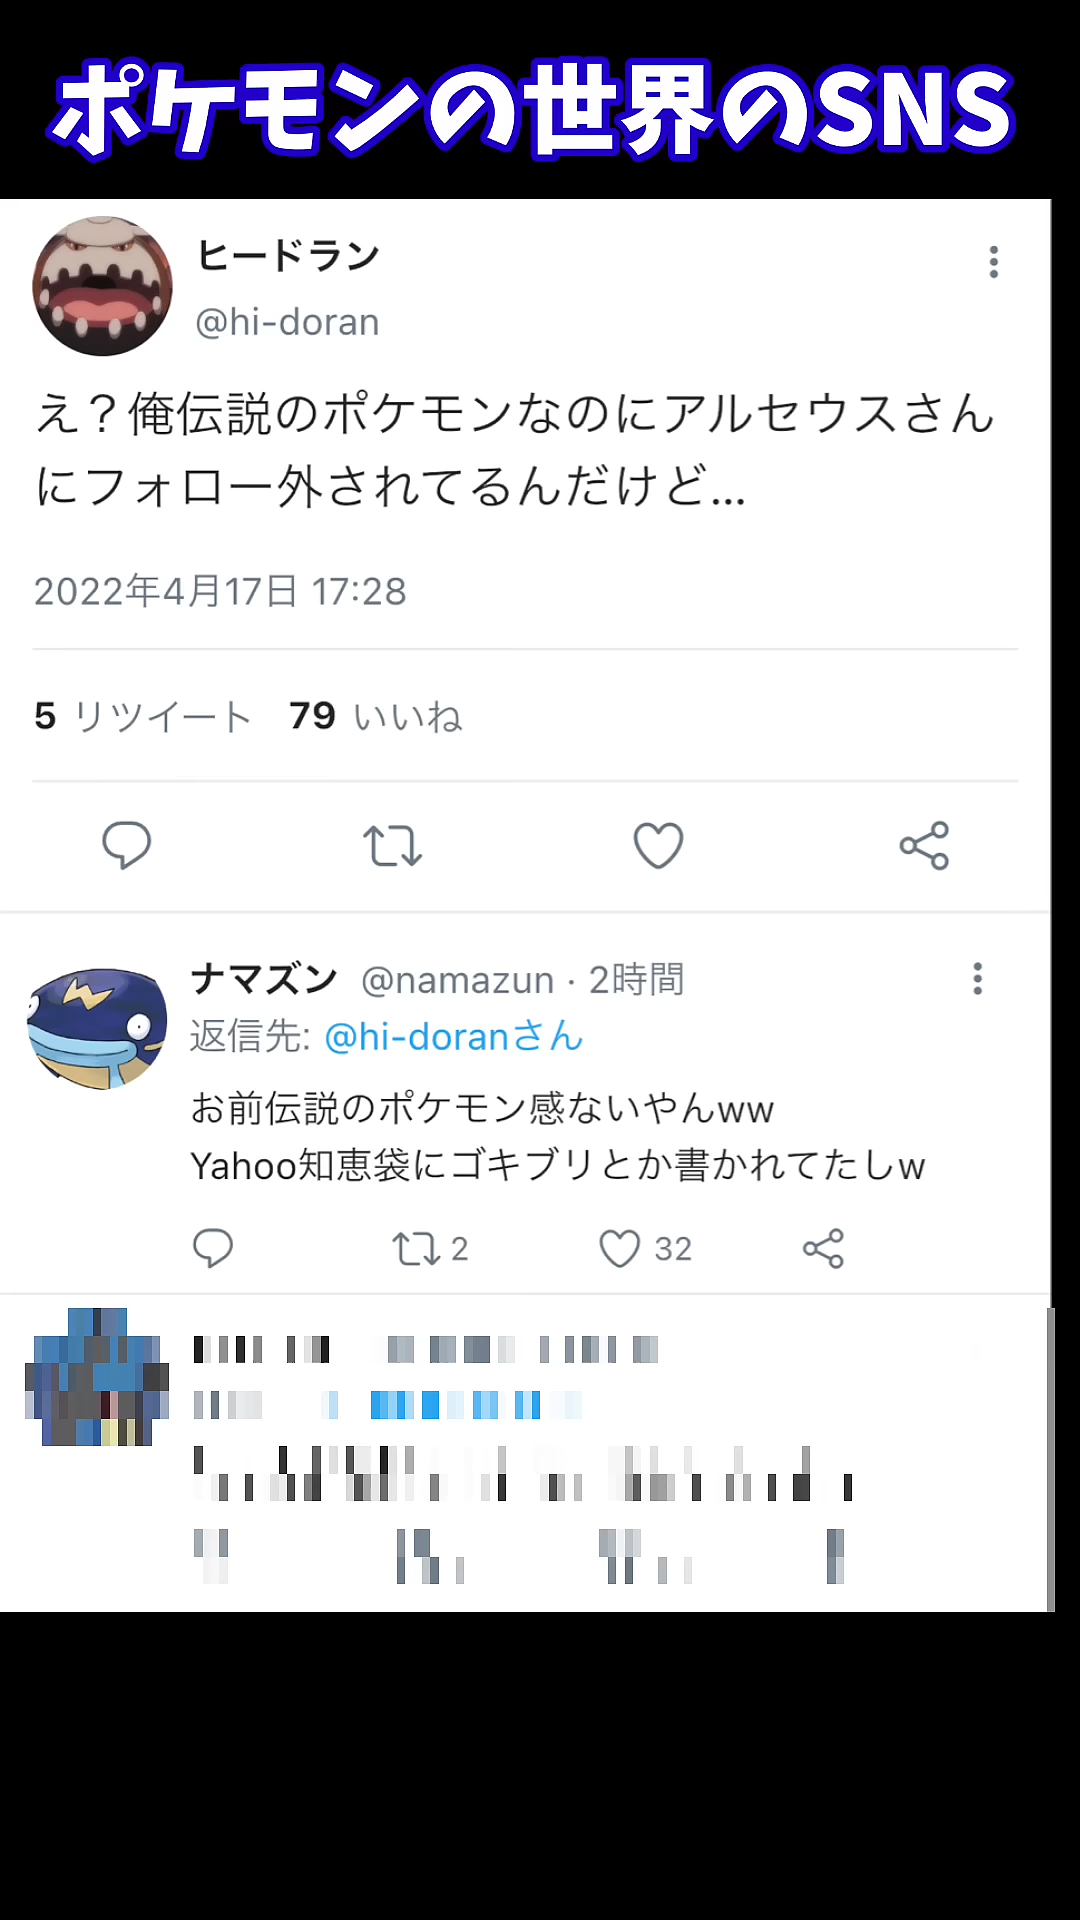 ポケモンの世界のSNS
ヒードラン
@hi-doran
え？俺伝説のポケモンなのにアルセウスさん
にフォロー外されてるんだけど...
2022年4月17日 17:28
5 リツイート 79 いいね
ナマズン @namazun · 2時間
返信先: @hi-doranさん
お前伝説のポケモン感ないやんww
Yahoo知恵袋にゴキブリとか書かれてたしw
2 32